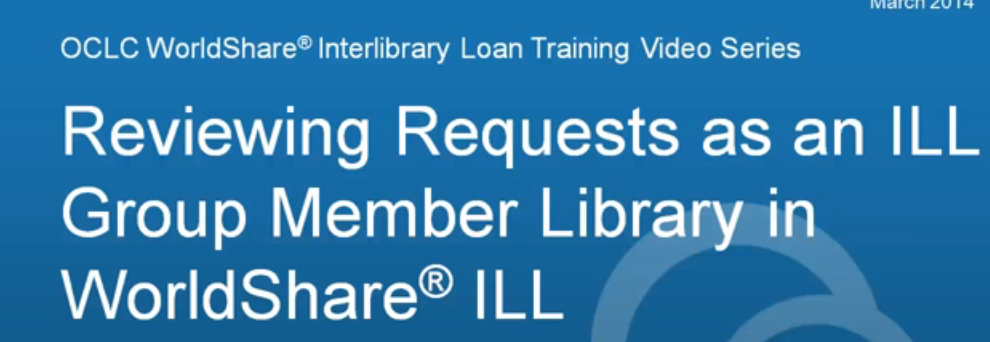 March 2014
OCLC WorldShare® Interlibrary Loan Training Video Series
Reviewing Requests as an ILL
Group Member Library in
WorldShare® ILL